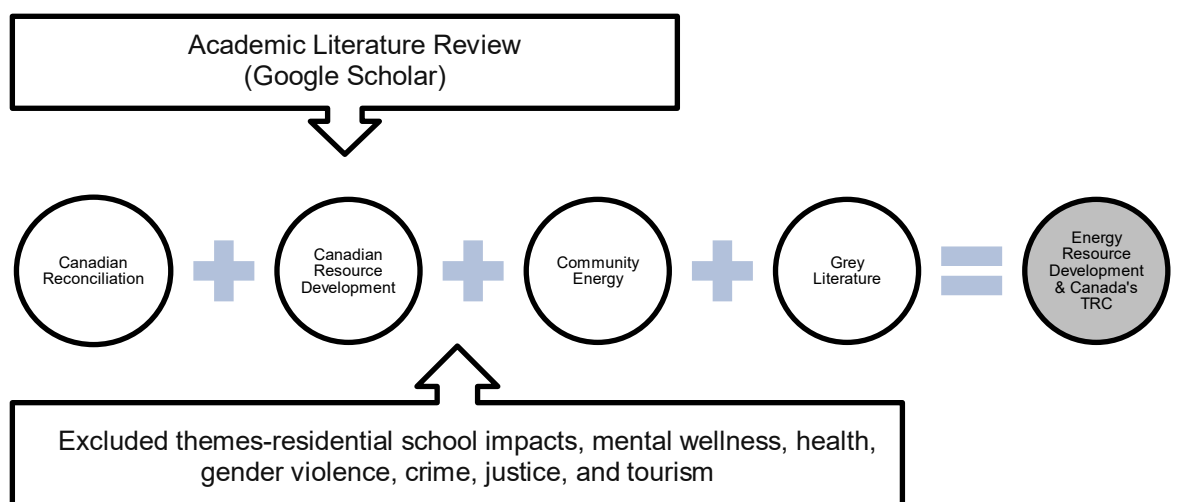 Academic Literature Review
(Google Scholar)
Canadian
Reconciliation
Canadian
Resource
Development
Community
Energy
Grey
Literature
Energy
Resource
Development
& Canada's
TRC
Excluded themes-residential school impacts, mental wellness, health,
gender violence, crime, justice, and tourism